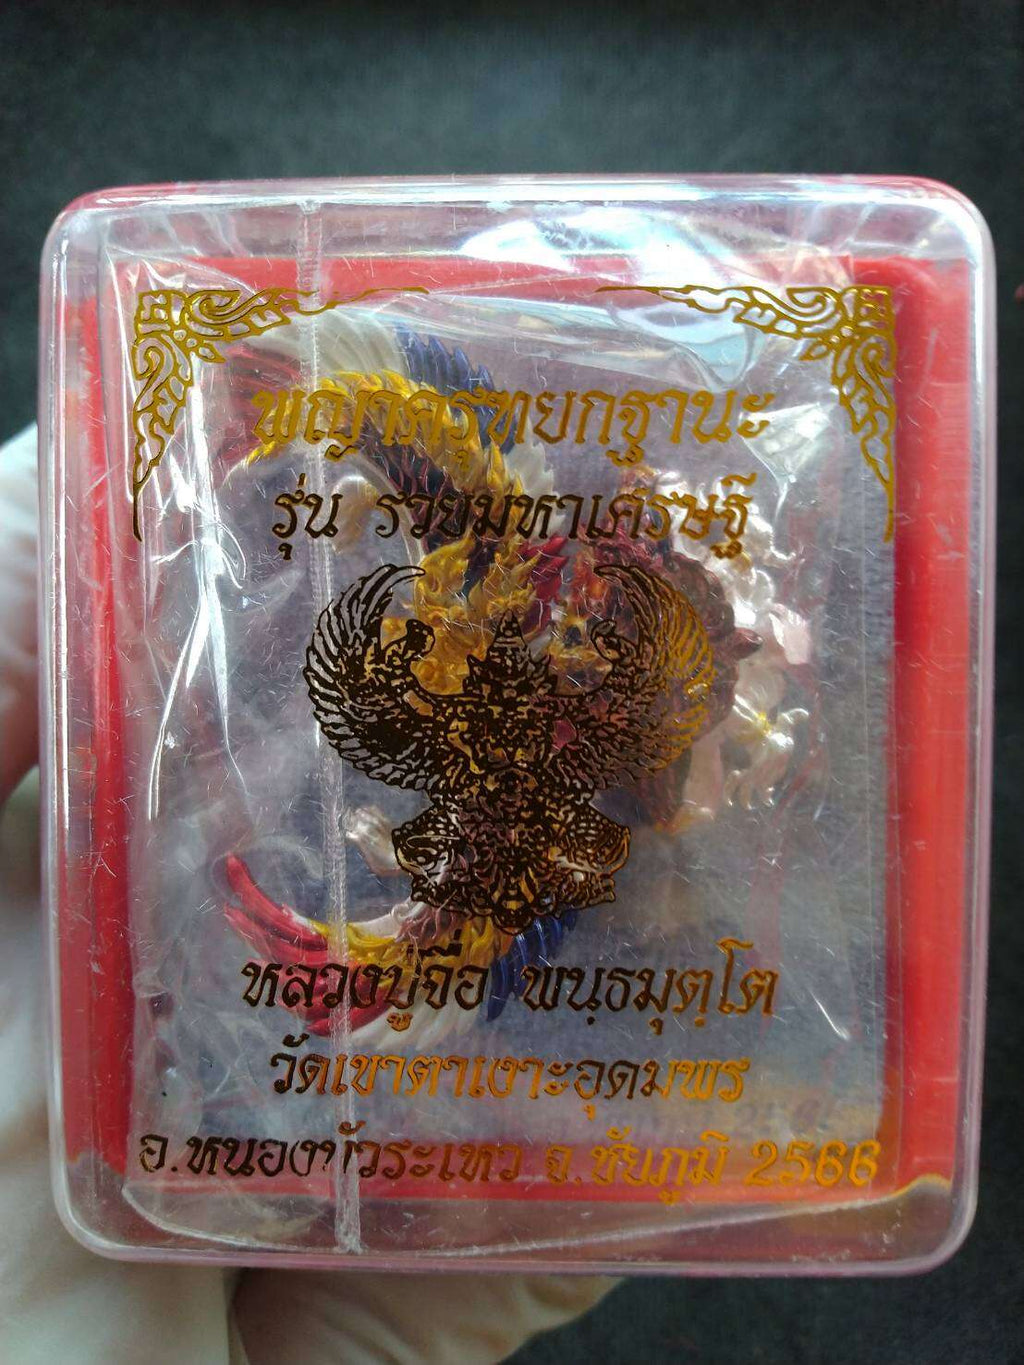 พญาครุฑยกฐานะ
รุ่น รวยมหาเศรษฐี
หลวงปู่จื่อ พนฺธมุตฺโต
วัดเขาตาเงาะอุดมพร
อ.หนองบัวระเหว จ.ชัยภูมิ 2566